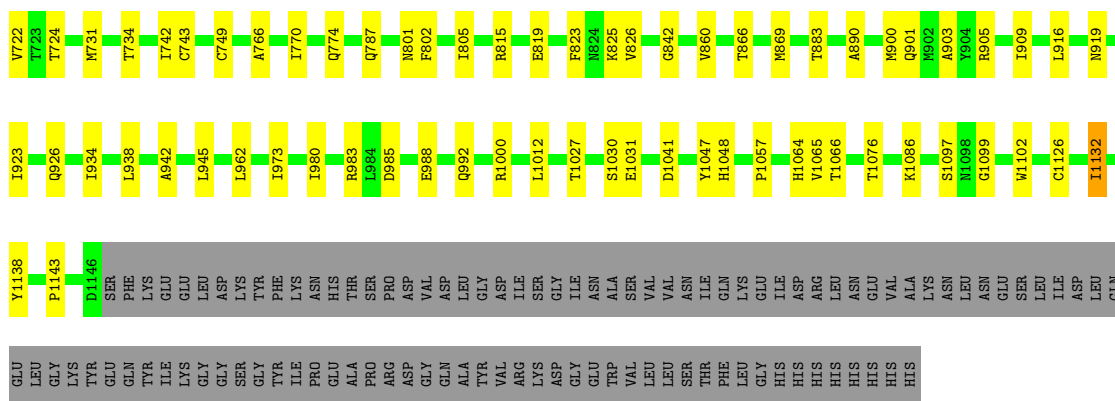 V722 T723 T724 M731 T734 I742 C743 C749 A766 I770 Q774 Q787 N801 F802 I805 R815 E819 F823 N824 K825 V826 G842 V860 T866 M869 T883 A890 M900 Q901 M902 A903 Y904 R905 I909 L916 N919
I923 Q926 I934 L938 A942 L945 L962 I973 I980 R983 L984 D985 E988 Q992 R1000 L1012 T1027 S1030 E1031 D1041 Y1047 H1048 P1057 H1064 V1065 T1066 T1076 K1086 S1097 N1098 G1099 W1102 C1126 I1132
Y1138 P1143 D1146 SER PHE LYS GLU GLU LEU ASP LYS TYR PHE LYS ASN HIS THR SER PRO ASP VAL ASP LEU GLY ASP ILE SER GLY ILE ASN ALA SER VAL VAL ASN ILE GLN LYS GLU ILE ASP ARG LEU ASN GLU VAL ALA LYS ASN LEU ASN GLU SER LEU ILE ASP LEU GLN
GLU LEU GLY LYS TYR GLU GLN TYR ILE LYS GLY GLY SER GLY TYR ILE PRO GLU ALA PRO ARG ASP GLY GLN ALA TYR VAL ARG LYS ASP GLY GLU TRP VAL LEU LEU SER THR PHE LEU GLY HIS HIS HIS HIS HIS HIS HIS HIS